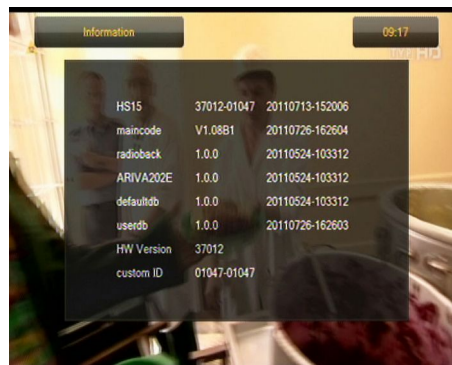 Information 09:17
HS15 37012-01047 20110713-152006
maincode V1.08B1 20110726-162604
radioback 1.0.0 20110524-103312
ARIVA202E 1.0.0 20110524-103312
defaultdb 1.0.0 20110524-103312
userdb 1.0.0 20110726-162603
HW Version 37012
custom ID 01047-01047